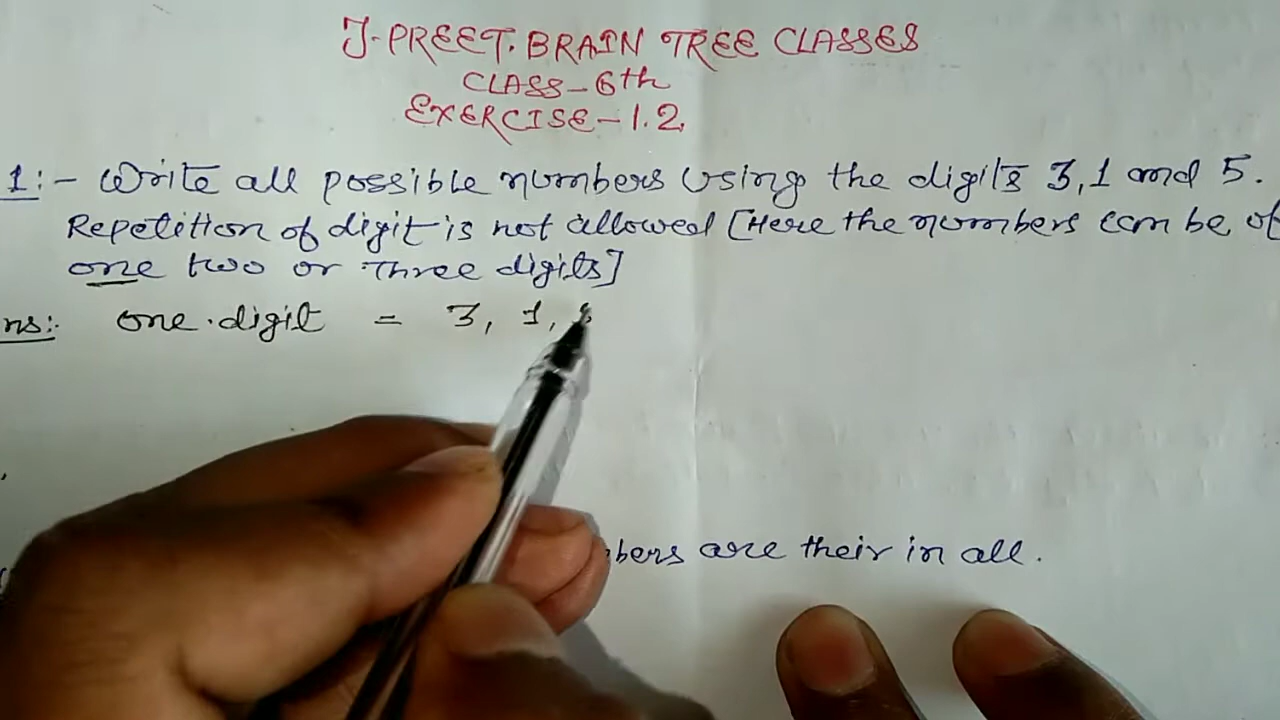 J-PREET. BRAIN TREE CLASSES
CLASS-6th
EXERCISE-1.2.
1:- Write all possible numbers using the digits 3,1 and 5.
Repetition of digit is not allowed [Here the numbers can be of
one two or Three digits]
ns:- one digit = 3, 1,
bers are their in all.